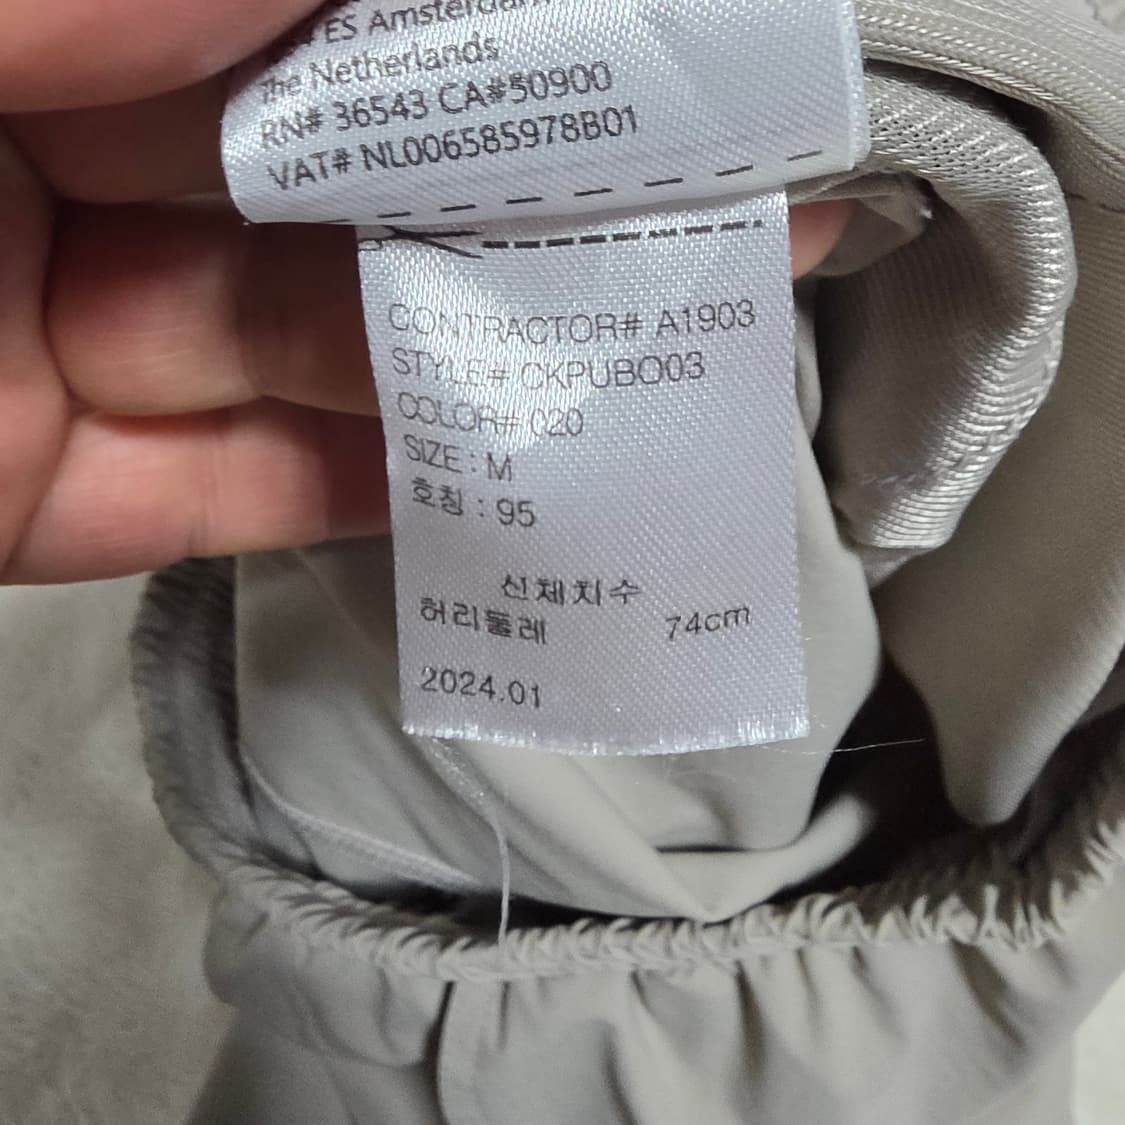 ES Amsterdam
the Netherlands
RN# 36543 CA#50900
VAT# NL006585978B01
CONTRACTOR# A1903
STYLE# CKPUBO03
COLOR# 020
SIZE : M
호칭 : 95
신체치수
허리둘레 74cm
2024.01